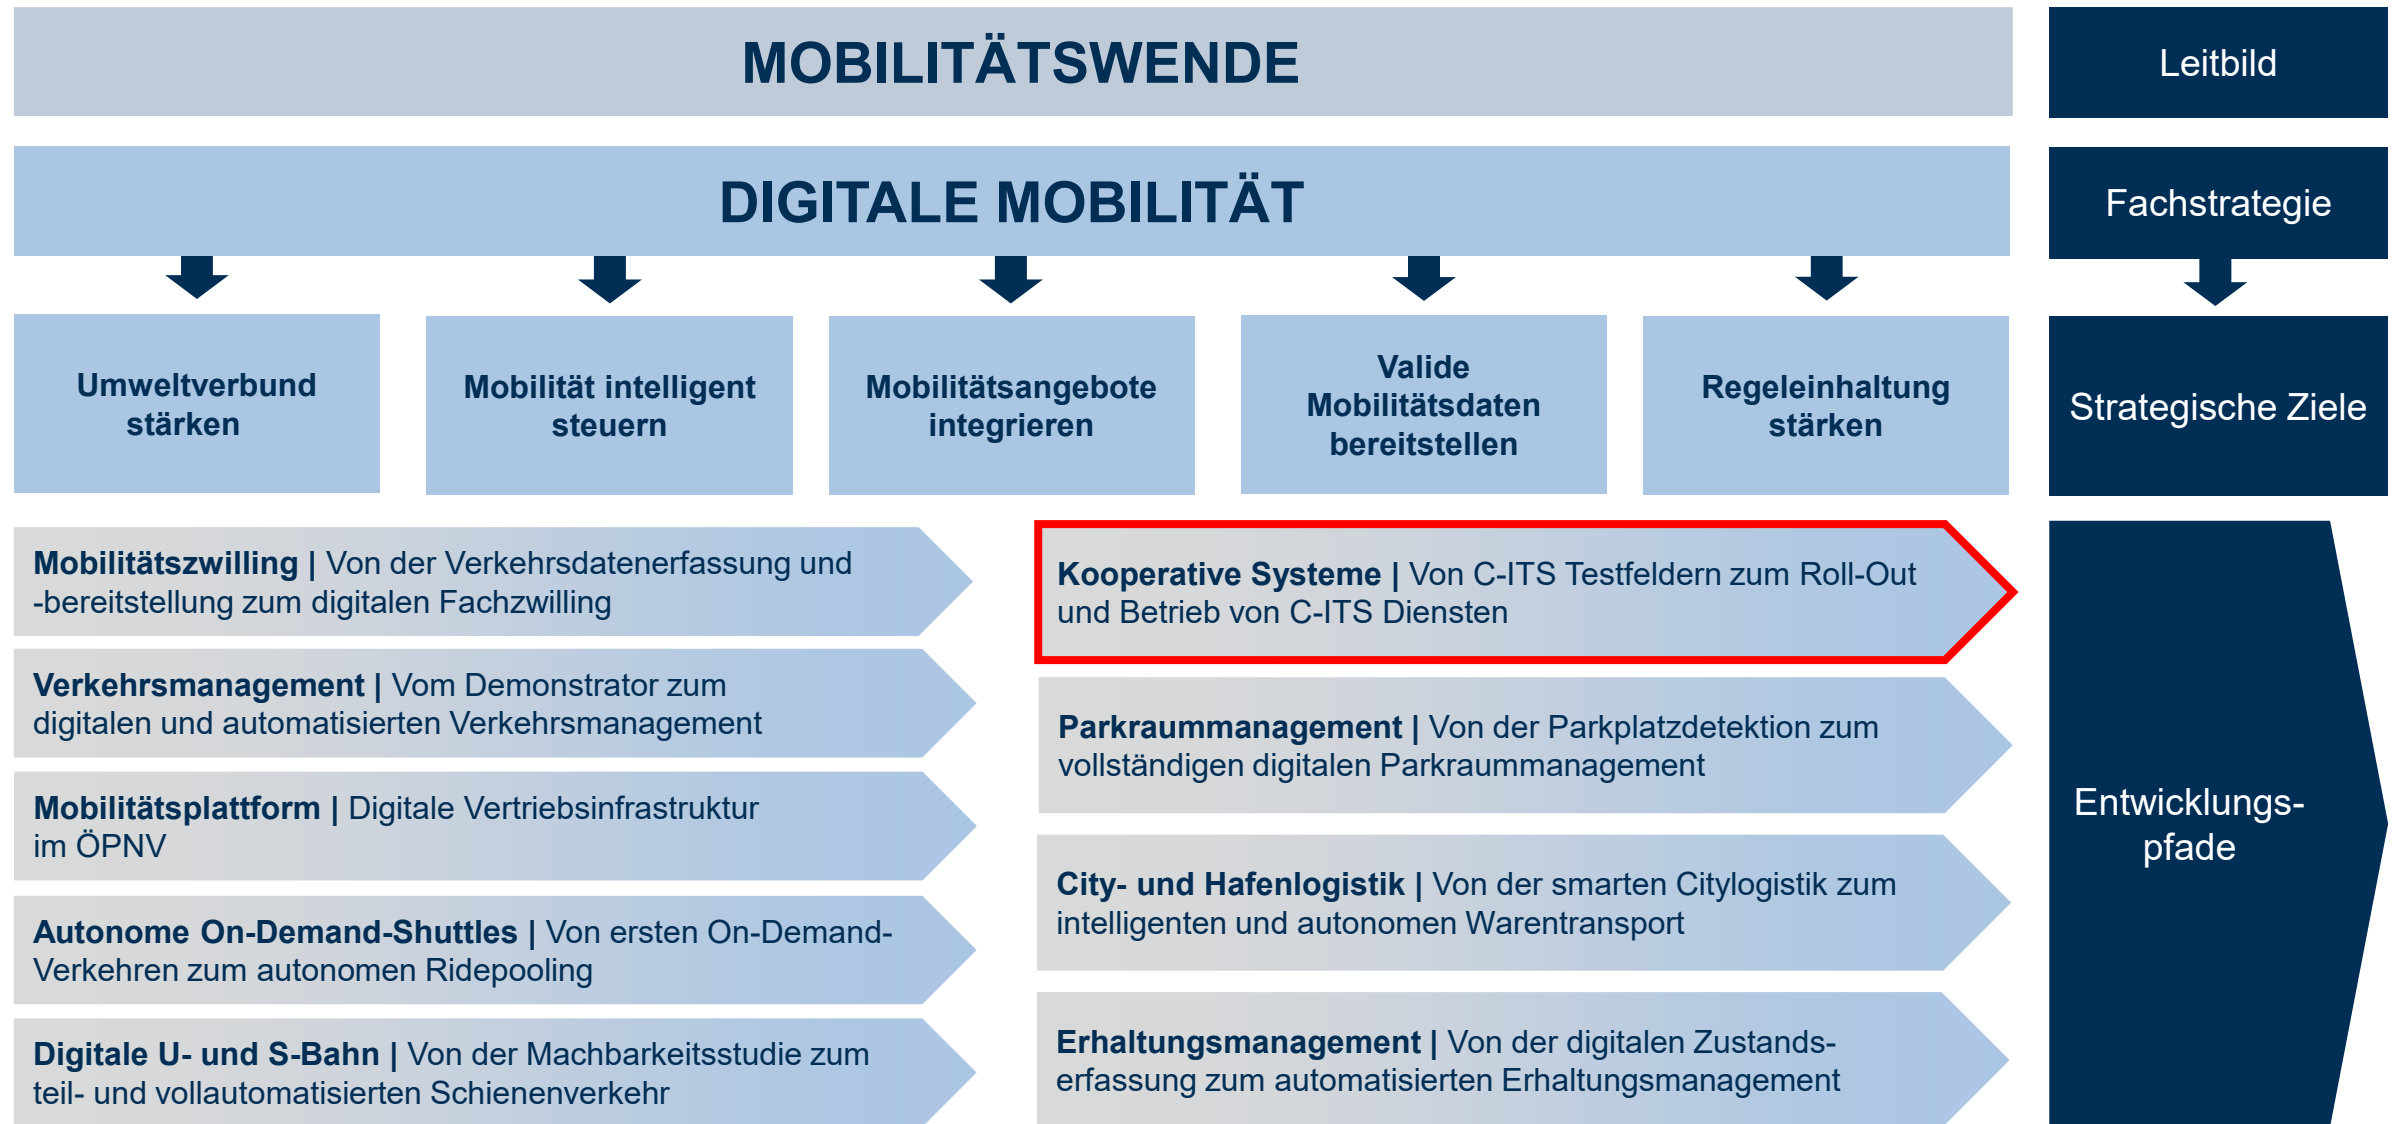 MOBILITÄTSWENDE
Leitbild
DIGITALE MOBILITÄT
Fachstrategie
Umweltverbund
stärken
Mobilität intelligent
steuern
Mobilitätsangebote
integrieren
Valide
Mobilitätsdaten
bereitstellen
Regeleinhaltung
stärken
Strategische Ziele
Mobilitätszwilling | Von der Verkehrsdatenerfassung und
-bereitstellung zum digitalen Fachzwilling
Verkehrsmanagement | Vom Demonstrator zum
digitalen und automatisierten Verkehrsmanagement
Mobilitätsplattform | Digitale Vertriebsinfrastruktur
im ÖPNV
Autonome On-Demand-Shuttles | Von ersten On-Demand-
Verkehren zum autonomen Ridepooling
Digitale U- und S-Bahn | Von der Machbarkeitsstudie zum
teil- und vollautomatisierten Schienenverkehr
Kooperative Systeme | Von C-ITS Testfeldern zum Roll-Out
und Betrieb von C-ITS Diensten
Parkraummanagement | Von der Parkplatzdetektion zum
vollständigen digitalen Parkraummanagement
City- und Hafenlogistik | Von der smarten Citylogistik zum
intelligenten und autonomen Warentransport
Erhaltungsmanagement | Von der digitalen Zustands-
erfassung zum automatisierten Erhaltungsmanagement
Entwicklungs-
pfade